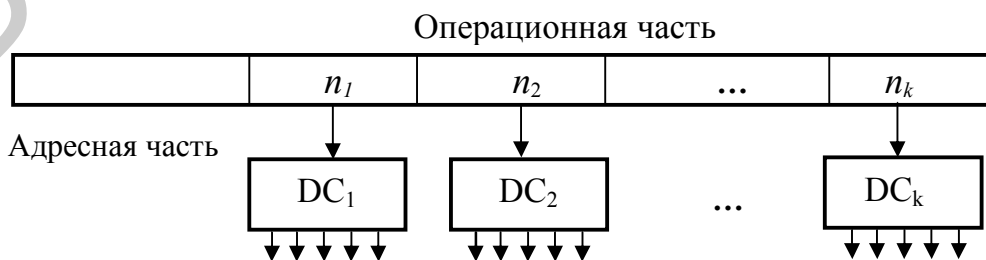 Операционная часть
n₁ n₂ ... nₖ
Адресная часть
DC₁ DC₂ ... DCₖ